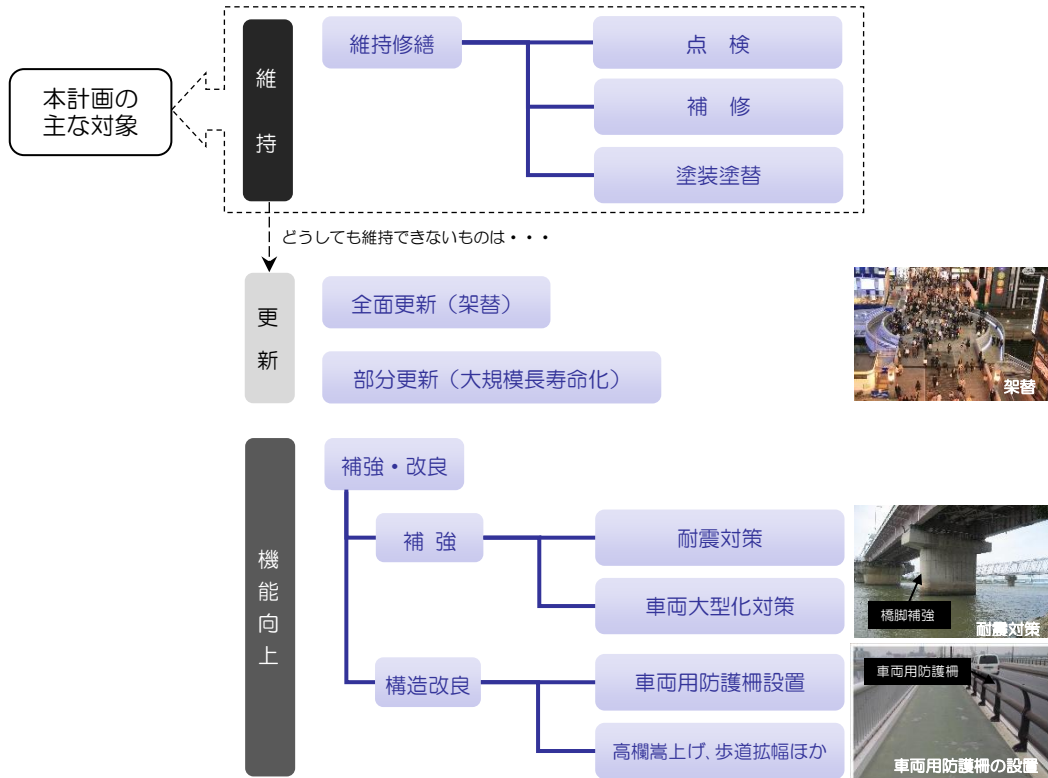 本計画の
主な対象
維持
維持修繕
点　検
補　修
塗装塗替
どうしても維持できないものは・・・
更新
全面更新（架替）
部分更新（大規模長寿命化）
架替
機能向上
補強・改良
補 強
耐震対策
車両大型化対策
橋脚補強
耐震対策
構造改良
車両用防護柵設置
高欄嵩上げ、歩道拡幅ほか
車両用防護柵
車両用防護柵の設置